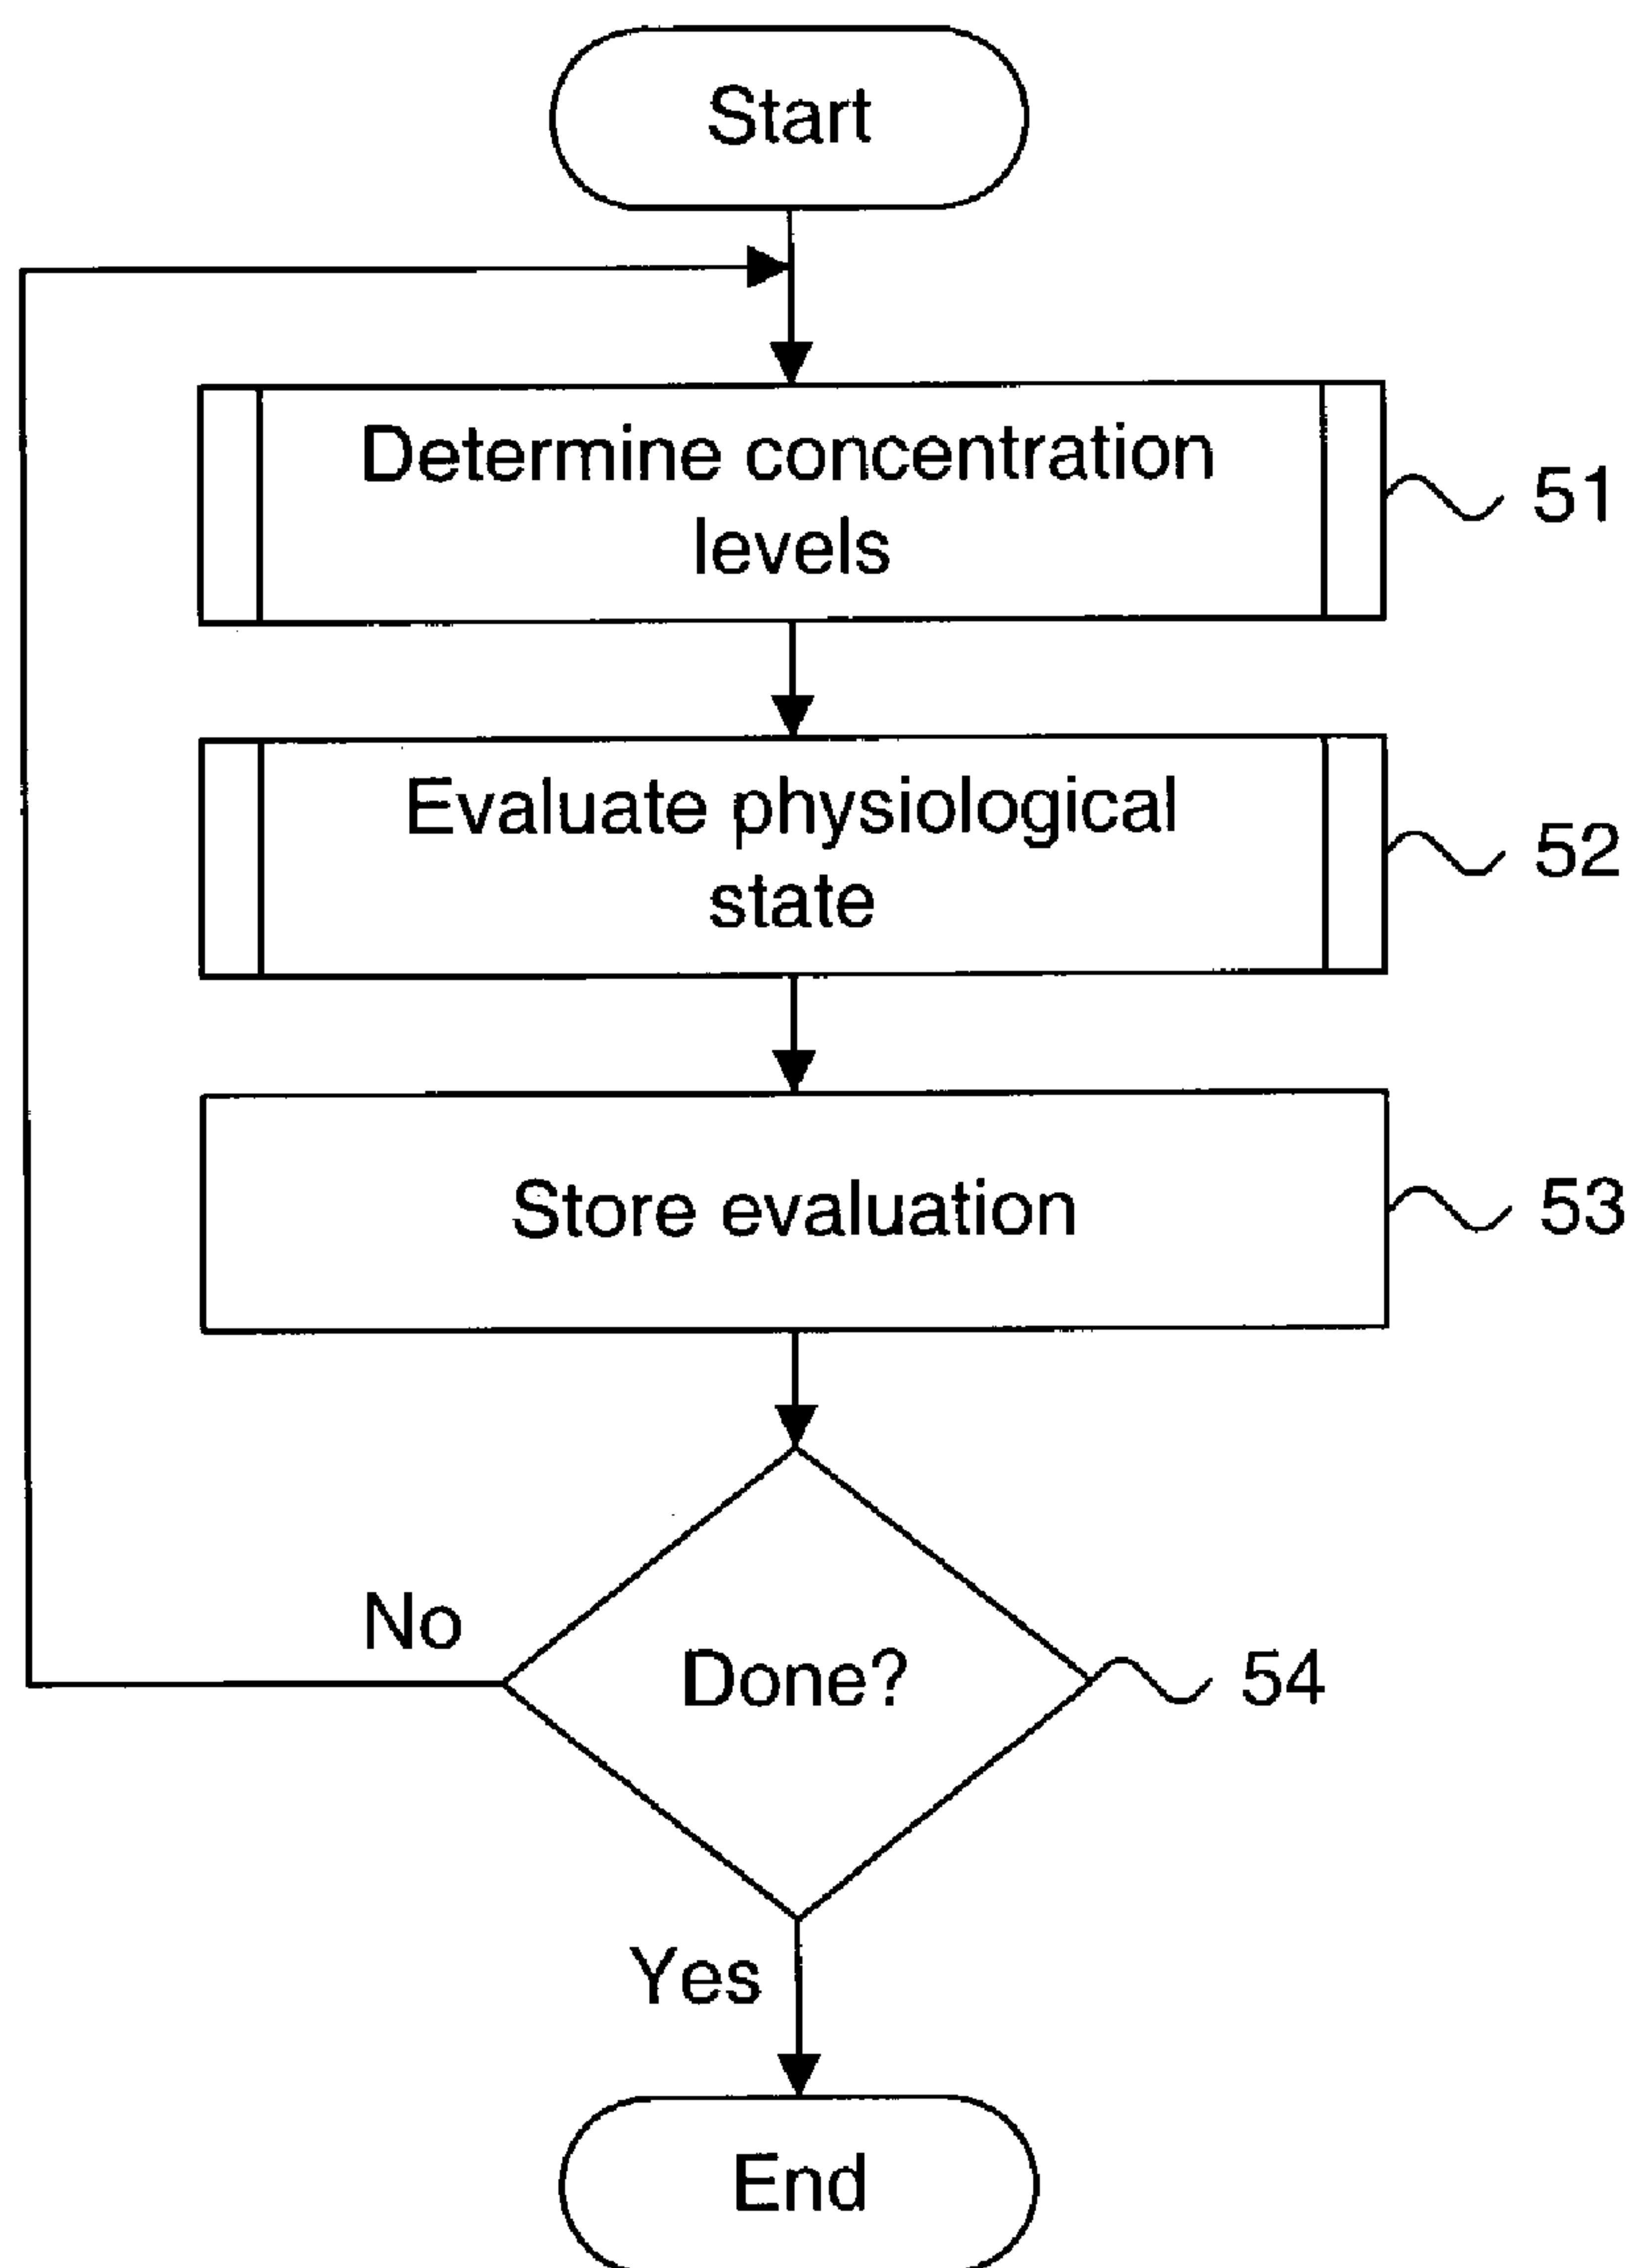 Start
Determine concentration
levels
51
Evaluate physiological
state
52
Store evaluation
53
No
Done?
54
Yes
End